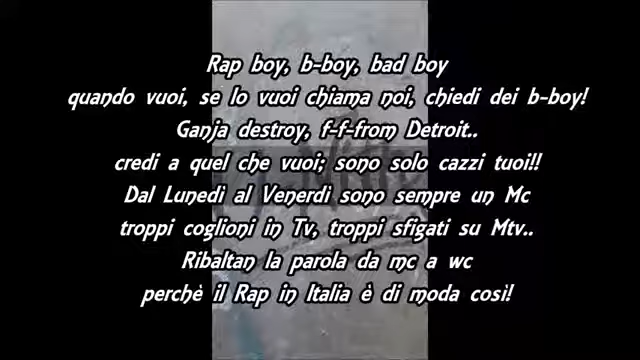 Rap boy, b-boy, bad boy
quando vuoi, se lo vuoi chiama noi, chiedi dei b-boy!
Ganja destroy, f-f-from Detroit..
credi a quel che vuoi; sono solo cazzi tuoi!!
Dal Lunedì al Venerdì sono sempre un Mc
troppi coglioni in Tv, troppi sfigati su Mtv..
Ribaltan la parola da mc a wc
perchè il Rap in Italia è di moda così!